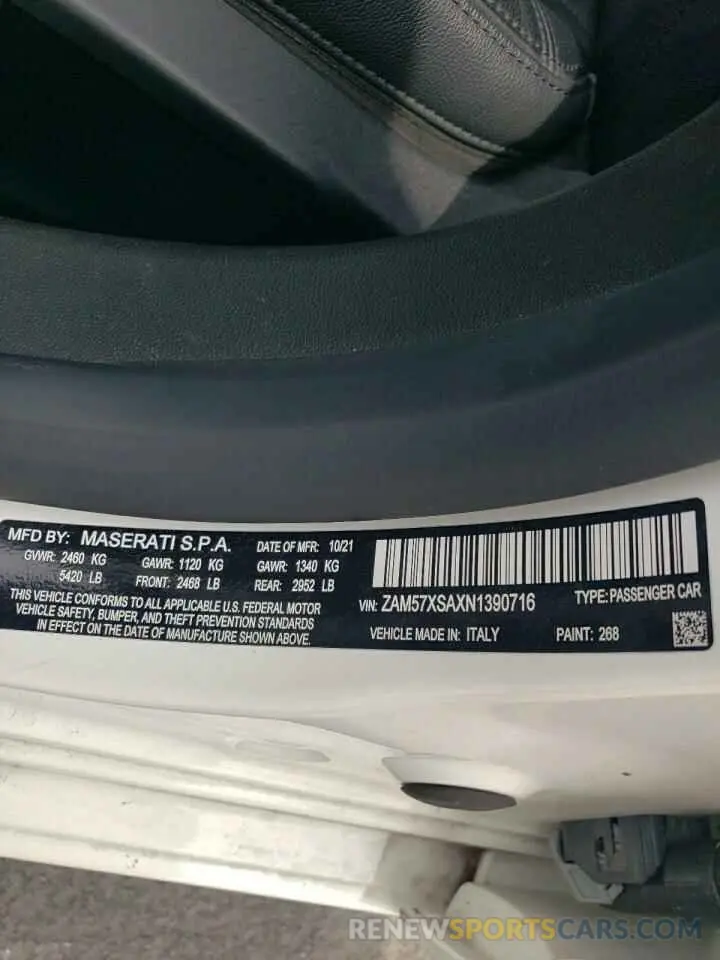 MFD BY: MASERATI S.P.A. DATE OF MFR: 10/21
GVWR: 2460 KG GAWR: 1120 KG GAWR: 1340 KG
5420 LB FRONT: 2468 LB REAR: 2952 LB
THIS VEHICLE CONFORMS TO ALL APPLICABLE U.S. FEDERAL MOTOR
VEHICLE SAFETY, BUMPER, AND THEFT PREVENTION STANDARDS
IN EFFECT ON THE DATE OF MANUFACTURE SHOWN ABOVE.
VIN: ZAM57XSAXN1390716 TYPE: PASSENGER CAR
VEHICLE MADE IN: ITALY PAINT: 268
RENEWSPORTSCARS.COM